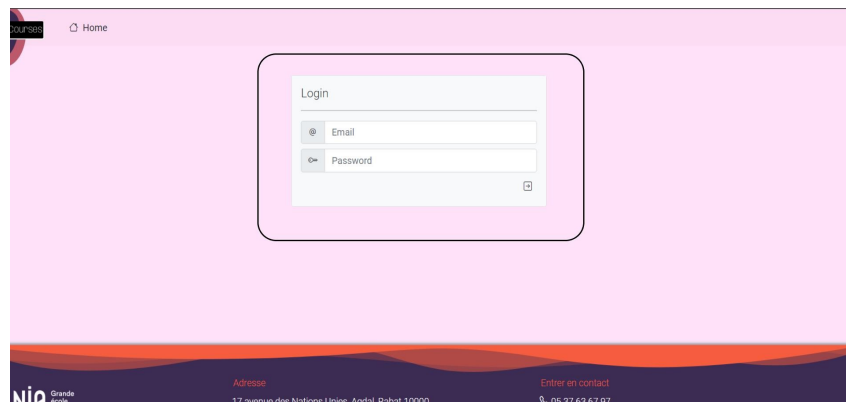 Courses
Home
Login
@ Email
Password
Adresse
Entrer en contact
Grande
école
17 avenue des Nations Unies, Agdal, Rabat 10000
05 37 63 67 97